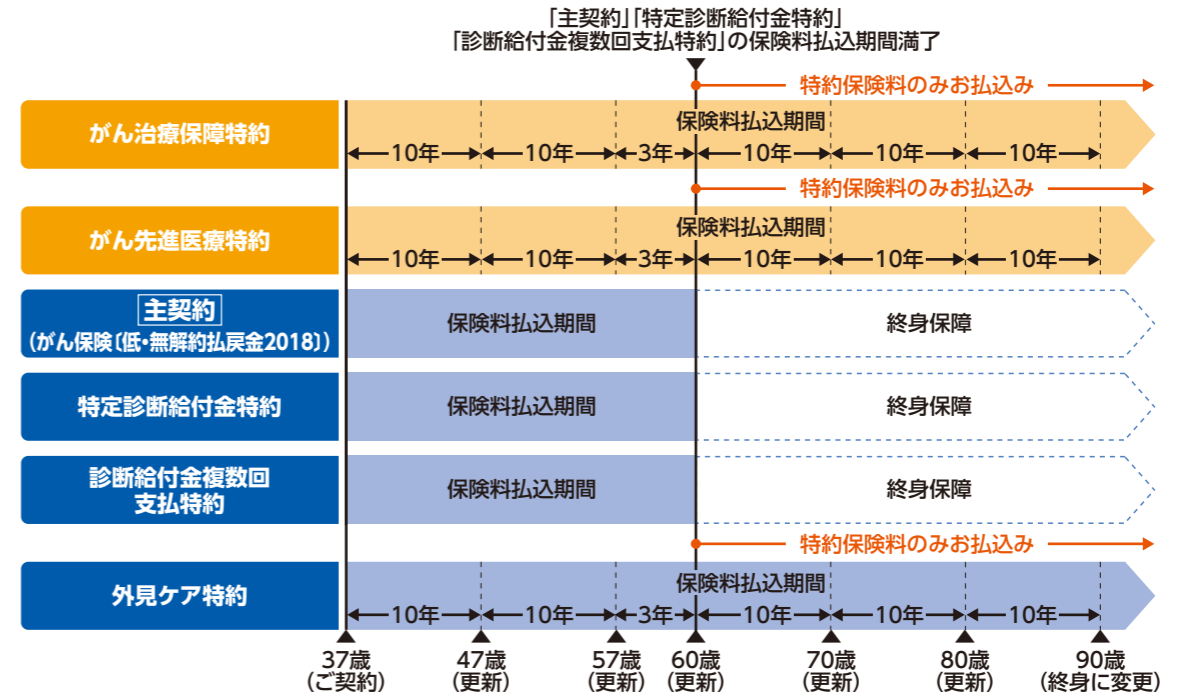 「主契約」「特定診断給付金特約」
「診断給付金複数回支払特約」の保険料払込期間満了
特約保険料のみお払込み
がん治療保障特約
保険料払込期間
10年 10年 3年 10年 10年 10年
特約保険料のみお払込み
がん先進医療特約
保険料払込期間
10年 10年 3年 10年 10年 10年
主契約
(がん保険〔低・無解約払戻金2018〕)
保険料払込期間 終身保障
特定診断給付金特約
保険料払込期間 終身保障
診断給付金複数回
支払特約
保険料払込期間 終身保障
特約保険料のみお払込み
外見ケア特約
保険料払込期間
10年 10年 3年 10年 10年 10年
37歳 47歳 57歳 60歳 70歳 80歳 90歳
(ご契約) (更新) (更新) (更新) (更新) (更新) (終身に変更)